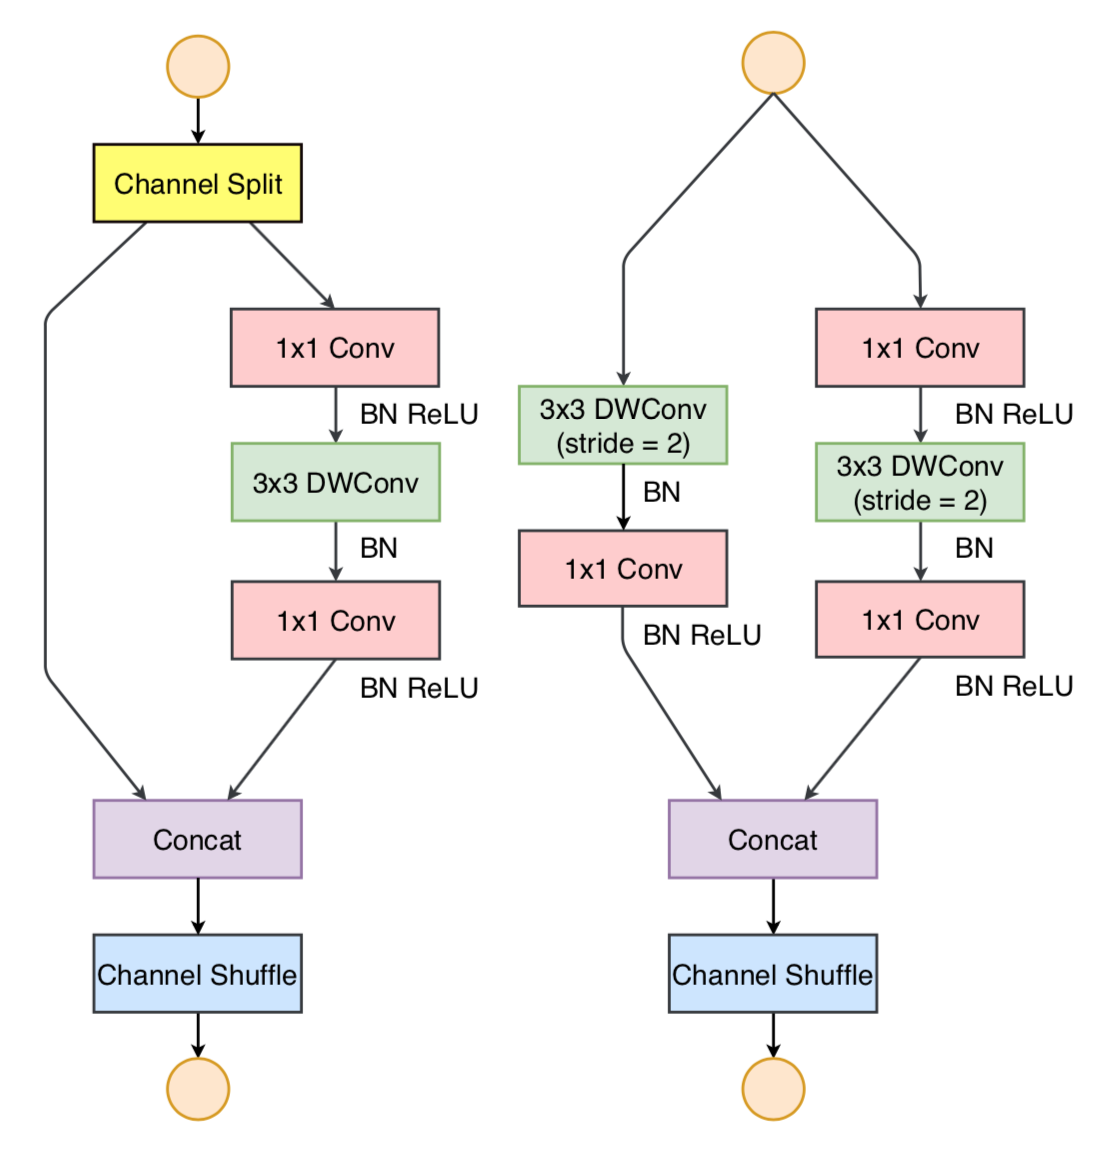 Channel Split
1x1 Conv
BN ReLU
3x3 DWConv
BN
1x1 Conv
BN ReLU
Concat
Channel Shuffle
3x3 DWConv
(stride = 2)
BN
1x1 Conv
BN ReLU
1x1 Conv
BN ReLU
3x3 DWConv
(stride = 2)
BN
1x1 Conv
BN ReLU
Concat
Channel Shuffle